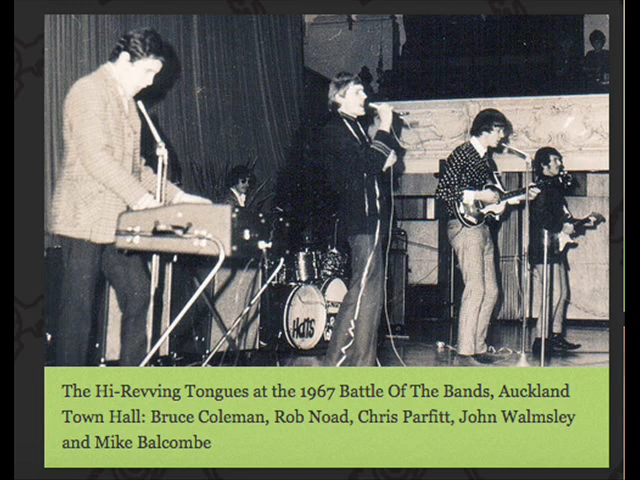 The Hi-Revving Tongues at the 1967 Battle Of The Bands, Auckland
Town Hall: Bruce Coleman, Rob Noad, Chris Parfitt, John Walmsley
and Mike Balcombe